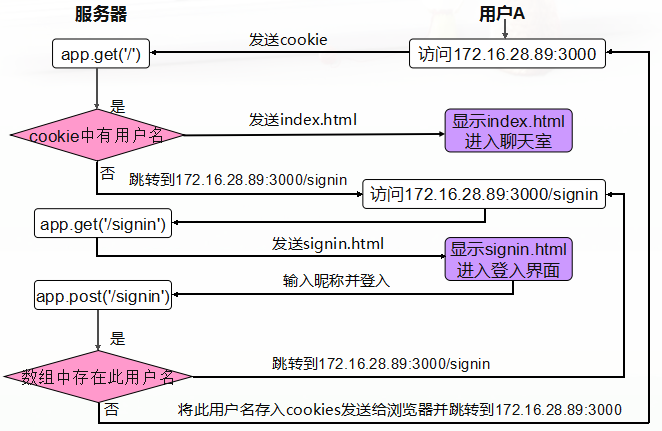 服务器
用户A
发送cookie
app.get('/')
访问172.16.28.89:3000
是
发送index.html
cookie中有用户名
显示index.html
进入聊天室
否
跳转到172.16.28.89:3000/signin
访问172.16.28.89:3000/signin
app.get('/signin')
发送signin.html
显示signin.html
进入登入界面
输入昵称并登入
app.post('/signin')
是
跳转到172.16.28.89:3000/signin
数组中存在此用户名
否
将此用户名存入cookies发送给浏览器并跳转到172.16.28.89:3000